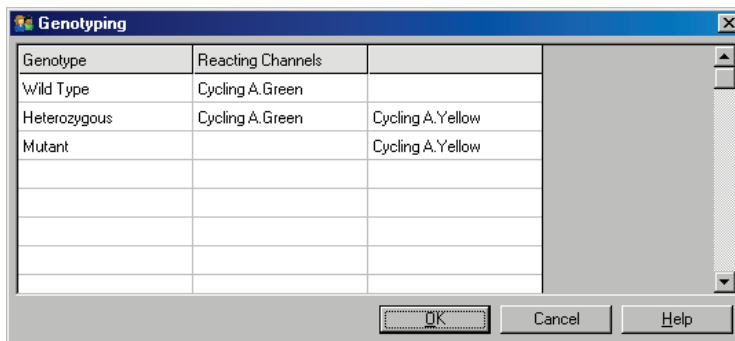 Genotyping
Genotype Reacting Channels
Wild Type Cycling A.Green
Heterozygous Cycling A.Green Cycling A.Yellow
Mutant Cycling A.Yellow
OK Cancel Help